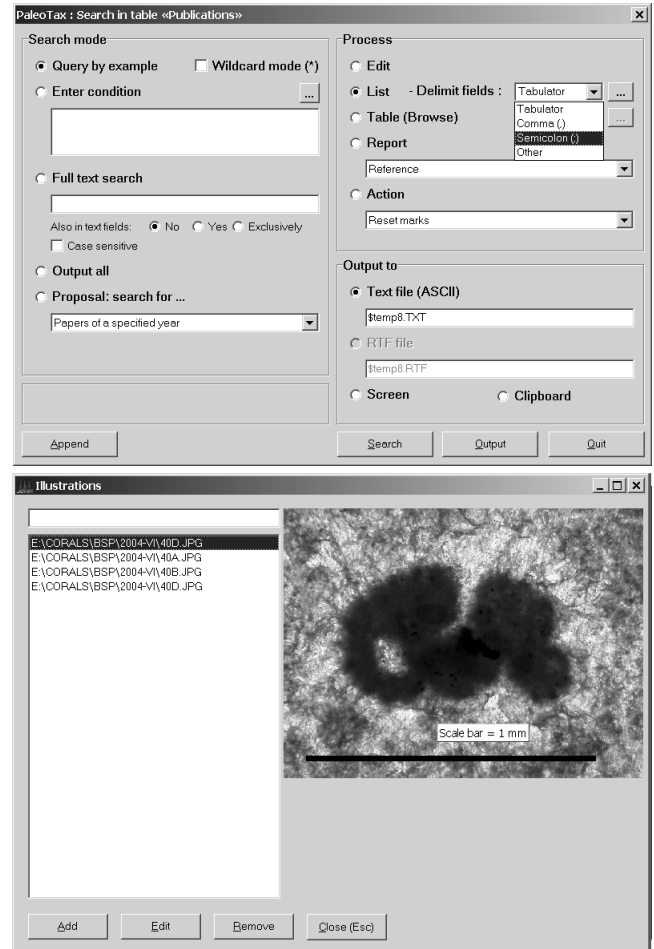 PaleoTax : Search in table «Publications»
Search mode
Query by example Wildcard mode (*)
Enter condition ...
Full text search
Also in text fields: No Yes Exclusively
Case sensitive
Output all
Proposal: search for ...
Papers of a specified year
Append
Process
Edit
List - Delimit fields : Tabulator ...
Tabulator
Comma (,)
Semicolon (;)
Other
Table (Browse) ...
Report
Reference
Action
Reset marks
Output to
Text file (ASCII)
$temp8.TXT
RTF file
$temp8.RTF
Screen Clipboard
Search Output Quit
Illustrations
E:\CORALS\BSP\2004-VI\40D.JPG
E:\CORALS\BSP\2004-VI\40A.JPG
E:\CORALS\BSP\2004-VI\40B.JPG
E:\CORALS\BSP\2004-VI\40D.JPG
Scale bar = 1 mm
Add Edit Remove Close (Esc)